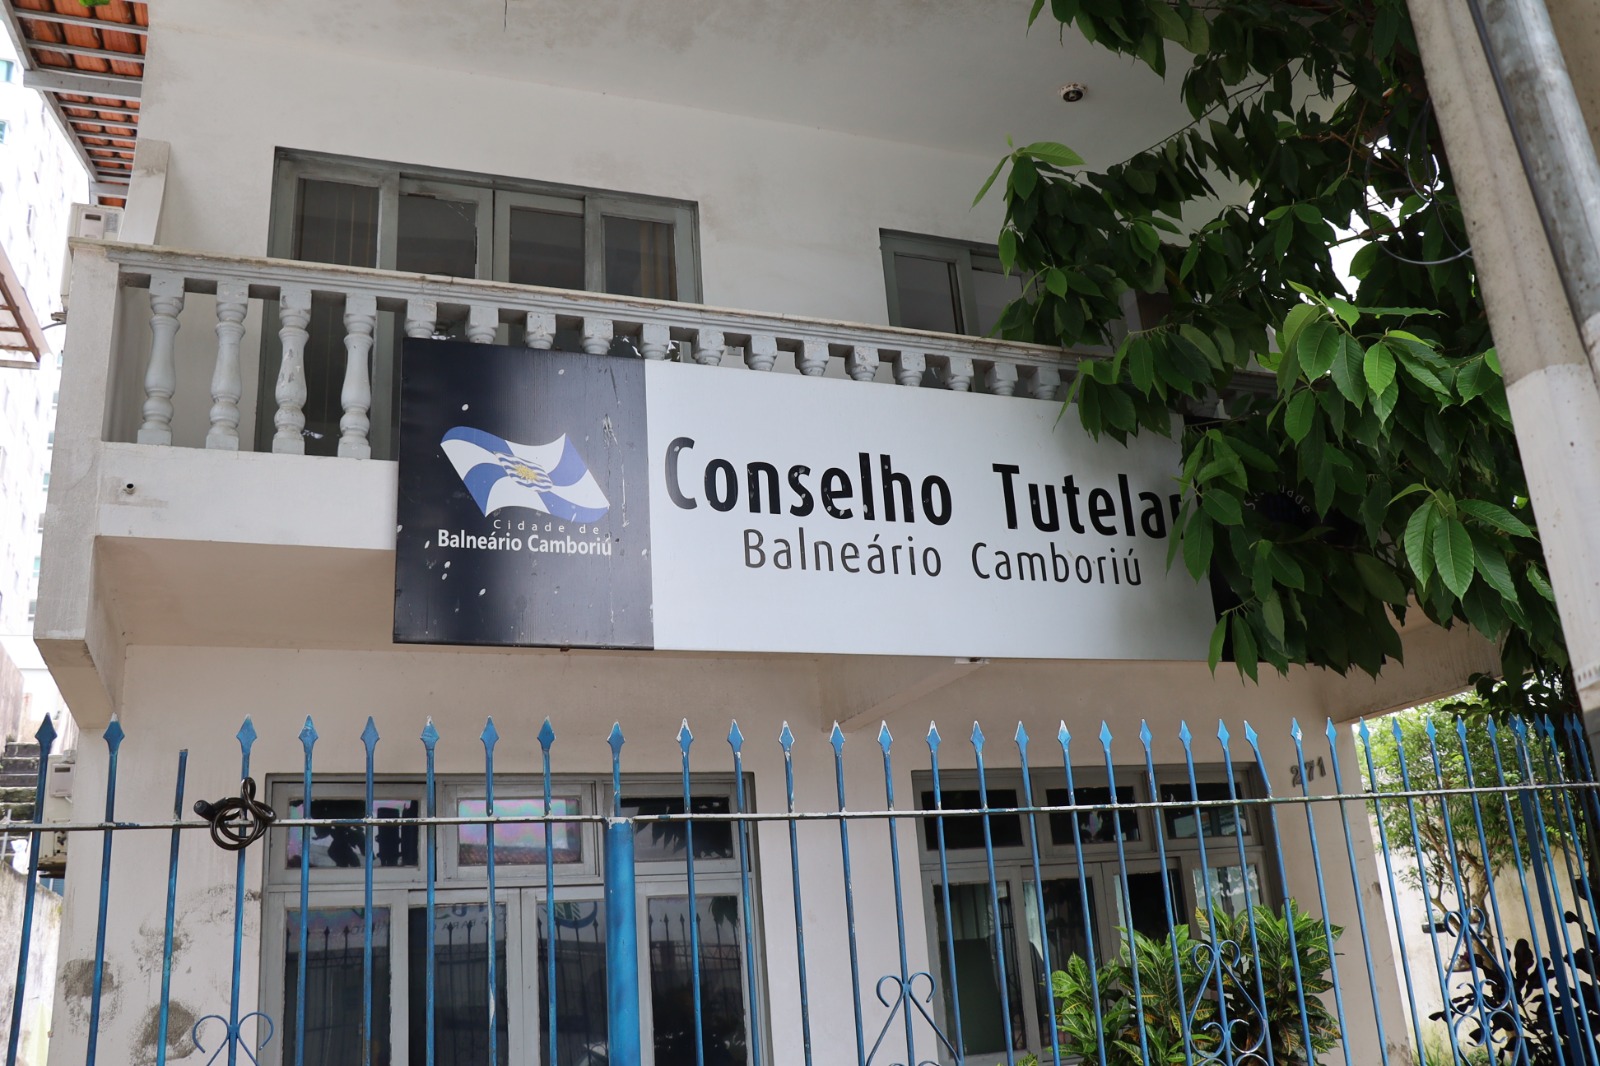 Cidade de
Balneário Camboriú
Conselho Tutelar
Balneário Camboriú
271